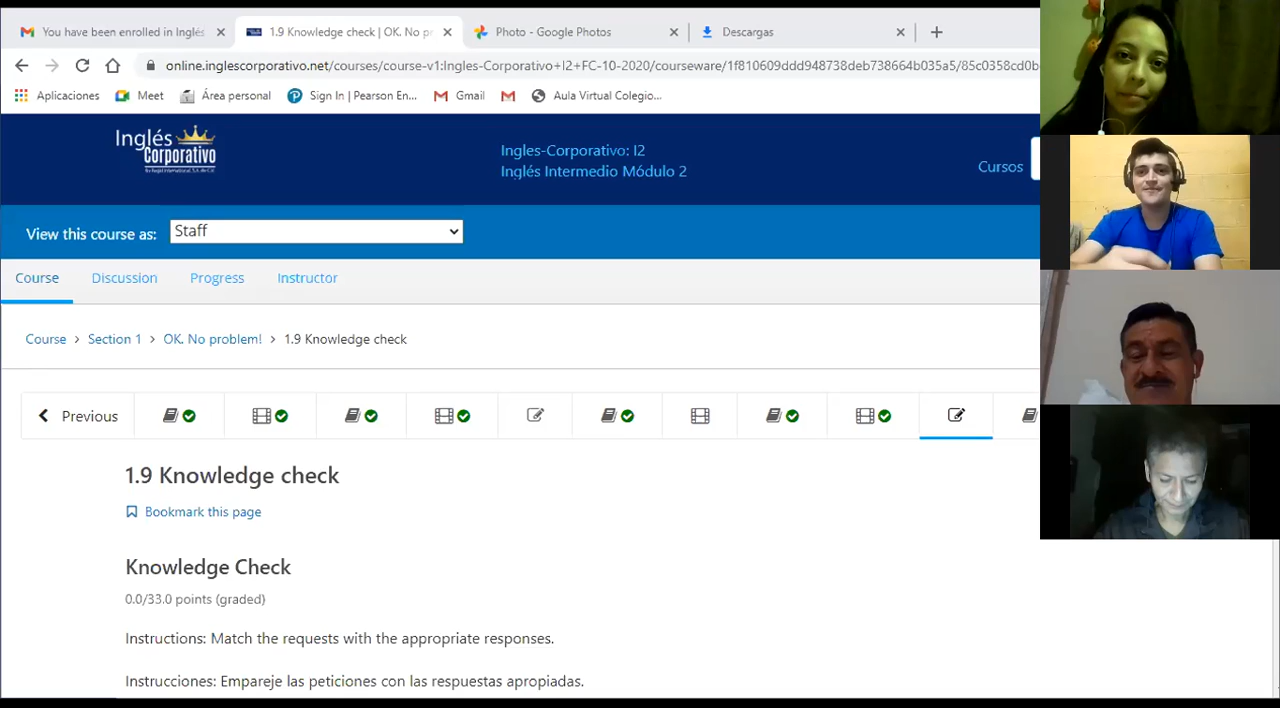 You have been enrolled in Inglés
1.9 Knowledge check | OK. No pr
Photo - Google Photos
Descargas
online.inglescorporativo.net/courses/course-v1:Ingles-Corporativo+I2+FC-10-2020/courseware/1f810609ddd948738deb738664b035a5/85c0358cd0b
Aplicaciones
Meet
Área personal
Sign In | Pearson En...
Gmail
Aula Virtual Colegio...
Inglés
Corporativo
Ingles-Corporativo: I2
Inglés Intermedio Módulo 2
Cursos
View this course as:
Staff
Course
Discussion
Progress
Instructor
Course > Section 1 > OK. No problem! > 1.9 Knowledge check
Previous
1.9 Knowledge check
Bookmark this page
Knowledge Check
0.0/33.0 points (graded)
Instructions: Match the requests with the appropriate responses.
Instrucciones: Empareje las peticiones con las respuestas apropiadas.